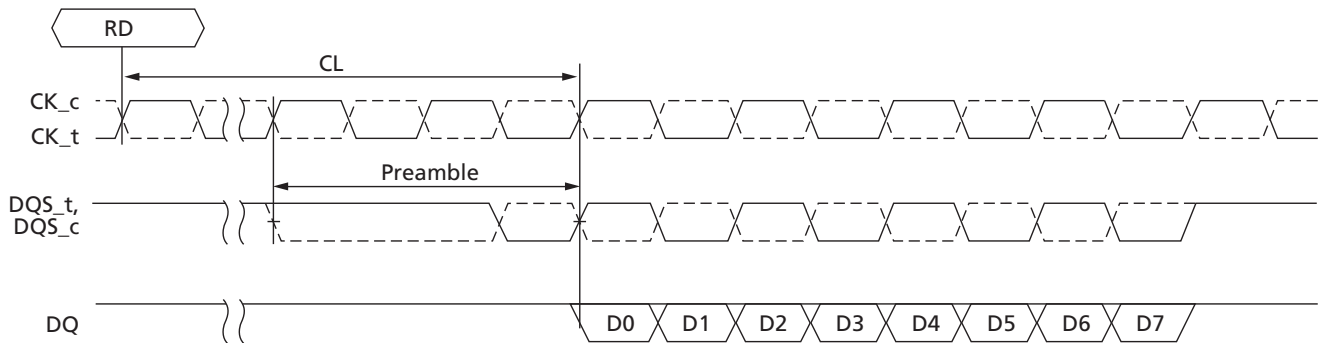 RD
CL
CK_c
CK_t
Preamble
DQS_t,
DQS_c
DQ
D0 D1 D2 D3 D4 D5 D6 D7